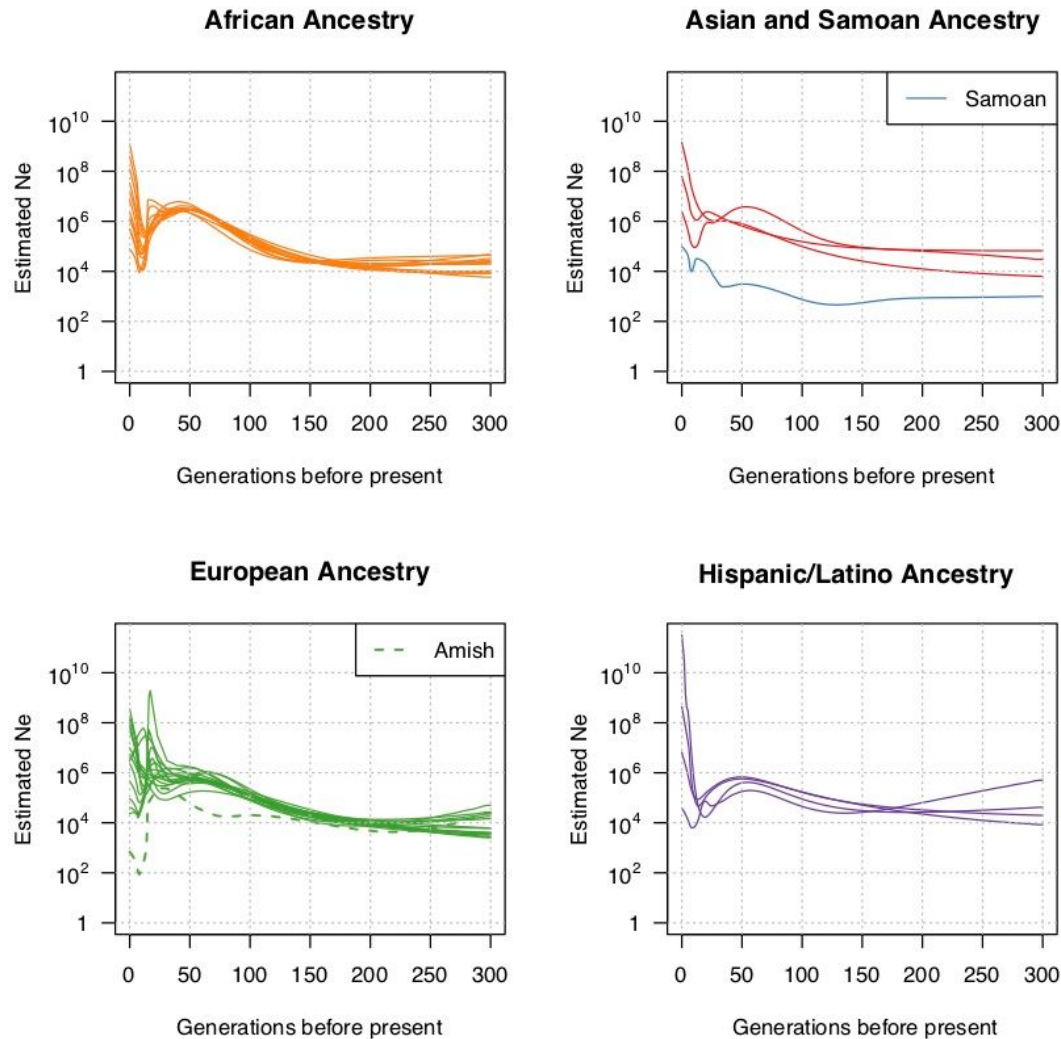 African Ancestry
Estimated Ne
10^10
10^8
10^6
10^4
10^2
1
0 50 100 150 200 250 300
Generations before present
Asian and Samoan Ancestry
Samoan
Estimated Ne
10^10
10^8
10^6
10^4
10^2
1
0 50 100 150 200 250 300
Generations before present
European Ancestry
Amish
Estimated Ne
10^10
10^8
10^6
10^4
10^2
1
0 50 100 150 200 250 300
Generations before present
Hispanic/Latino Ancestry
Estimated Ne
10^10
10^8
10^6
10^4
10^2
1
0 50 100 150 200 250 300
Generations before present